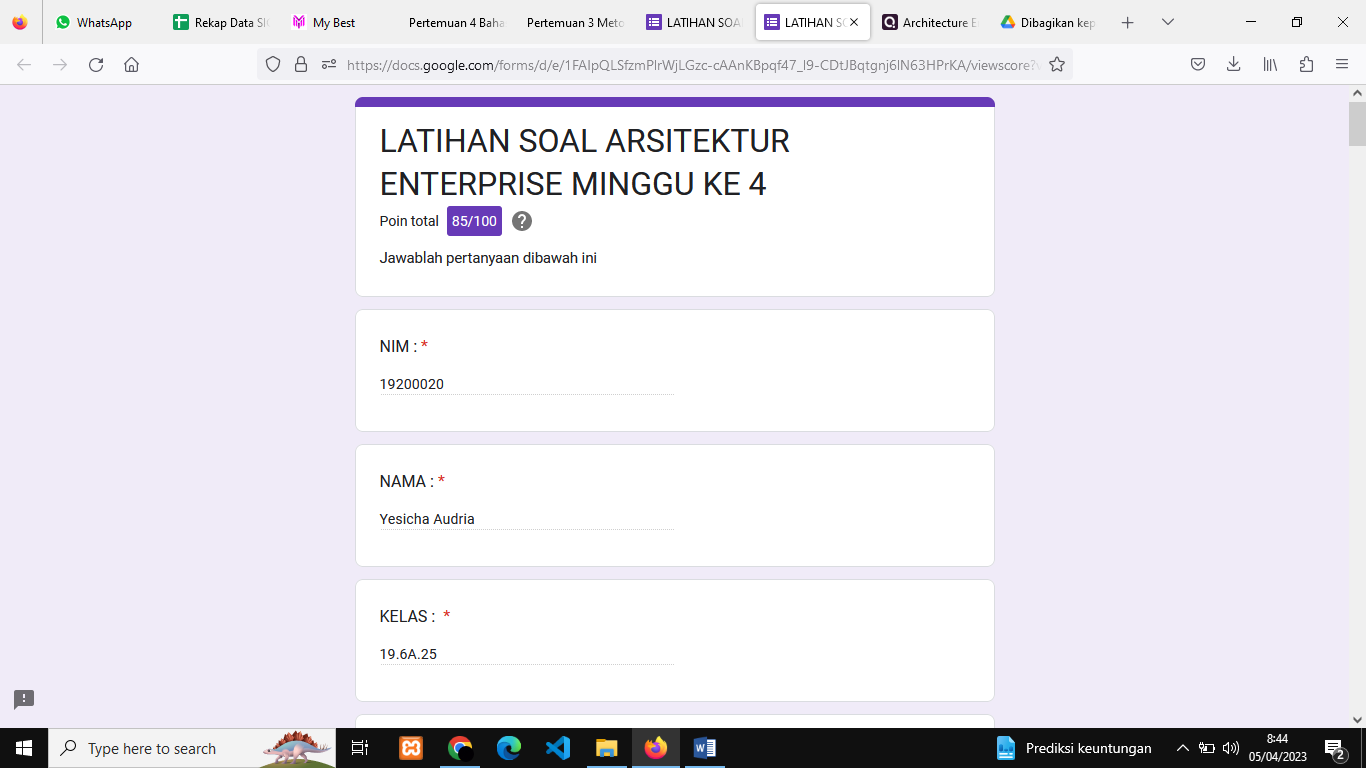 WhatsApp
Rekap Data SI
My Best
Pertemuan 4 Baha
Pertemuan 3 Meto
LATIHAN SOA
LATIHAN SO
Architecture E
Dibagikan kep
https://docs.google.com/forms/d/e/1FAIpQLSfzmPlrWjLGzc-cAAnKBpqf47_l9-CDtJBqtgnj6lN63HPrKA/viewscore?
LATIHAN SOAL ARSITEKTUR
ENTERPRISE MINGGU KE 4
Poin total 85/100
Jawablah pertanyaan dibawah ini
NIM : *
19200020
NAMA : *
Yesicha Audria
KELAS : *
19.6A.25
Type here to search
Prediksi keuntungan
8:44
05/04/2023
2